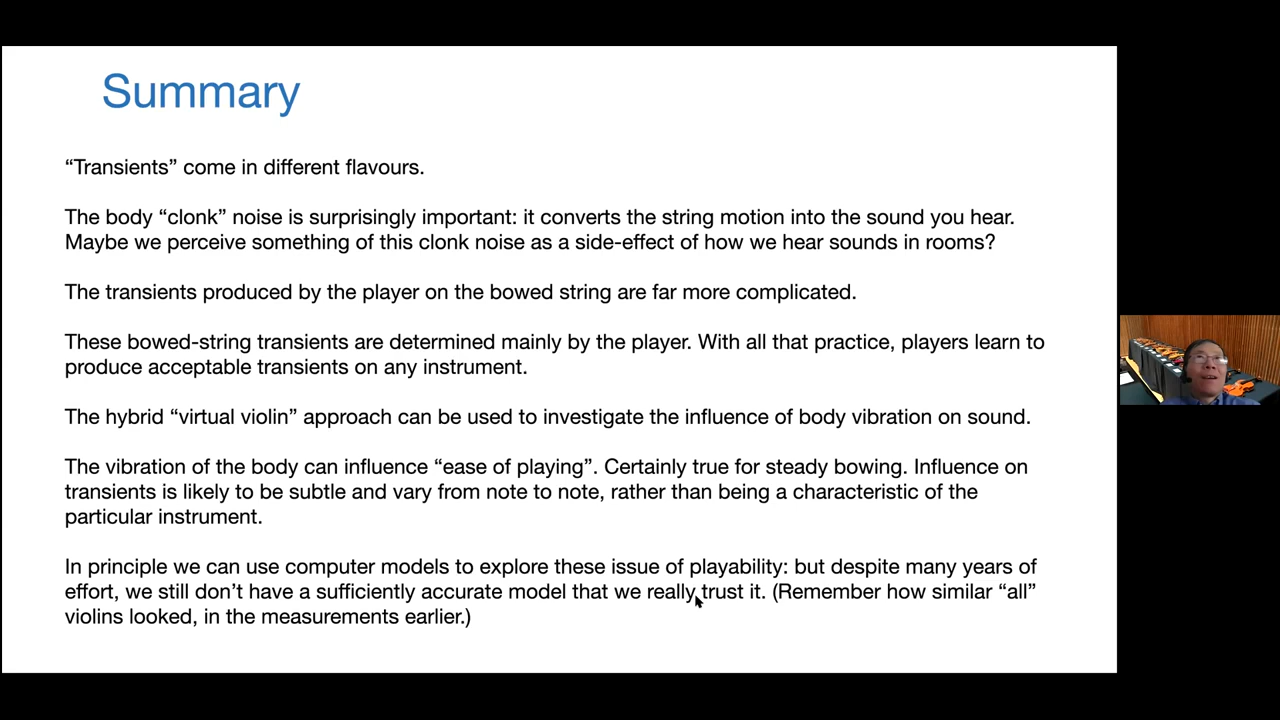 Summary
“Transients” come in different flavours.
The body “clonk” noise is surprisingly important: it converts the string motion into the sound you hear.
Maybe we perceive something of this clonk noise as a side-effect of how we hear sounds in rooms?
The transients produced by the player on the bowed string are far more complicated.
These bowed-string transients are determined mainly by the player. With all that practice, players learn to
produce acceptable transients on any instrument.
The hybrid “virtual violin” approach can be used to investigate the influence of body vibration on sound.
The vibration of the body can influence “ease of playing”. Certainly true for steady bowing. Influence on
transients is likely to be subtle and vary from note to note, rather than being a characteristic of the
particular instrument.
In principle we can use computer models to explore these issue of playability: but despite many years of
effort, we still don’t have a sufficiently accurate model that we really trust it. (Remember how similar “all”
violins looked, in the measurements earlier.)